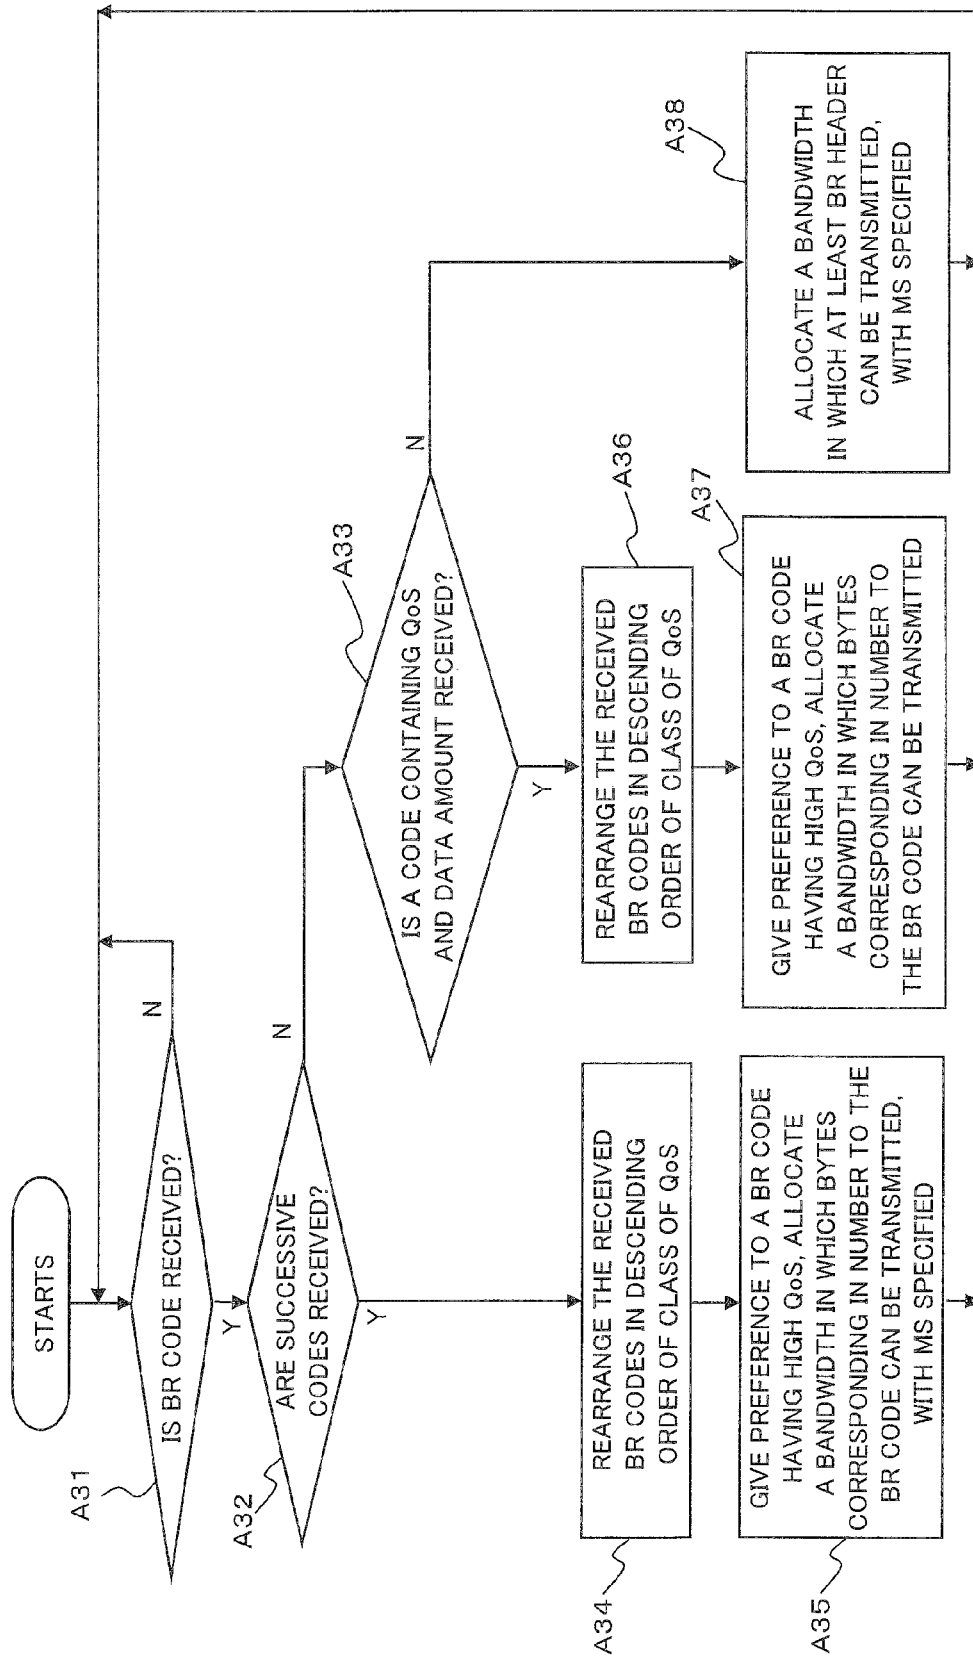 STARTS
A31
IS BR CODE RECEIVED?
N
Y
A32
ARE SUCCESSIVE
CODES RECEIVED?
N
Y
A33
IS A CODE CONTAINING QoS
AND DATA AMOUNT RECEIVED?
N
Y
A34
REARRANGE THE RECEIVED
BR CODES IN DESCENDING
ORDER OF CLASS OF QoS
A35
GIVE PREFERENCE TO A BR CODE
HAVING HIGH QoS, ALLOCATE
A BANDWIDTH IN WHICH BYTES
CORRESPONDING IN NUMBER TO THE
BR CODE CAN BE TRANSMITTED,
WITH MS SPECIFIED
A36
REARRANGE THE RECEIVED
BR CODES IN DESCENDING
ORDER OF CLASS OF QoS
A37
GIVE PREFERENCE TO A BR CODE
HAVING HIGH QoS, ALLOCATE
A BANDWIDTH IN WHICH BYTES
CORRESPONDING IN NUMBER TO
THE BR CODE CAN BE TRANSMITTED
A38
ALLOCATE A BANDWIDTH
IN WHICH AT LEAST BR HEADER
CAN BE TRANSMITTED,
WITH MS SPECIFIED